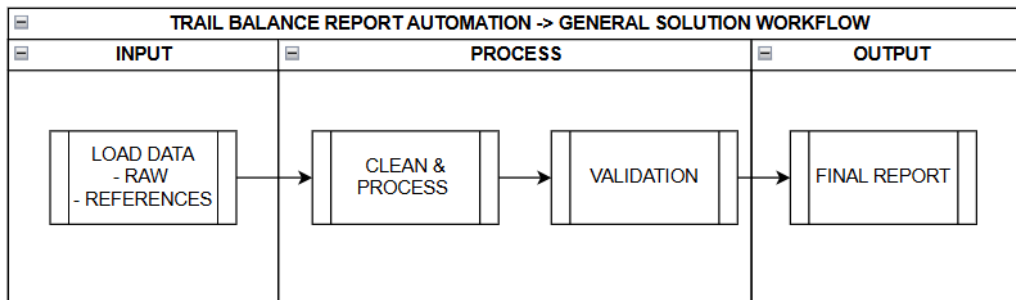 TRAIL BALANCE REPORT AUTOMATION -> GENERAL SOLUTION WORKFLOW
INPUT
PROCESS
OUTPUT
LOAD DATA
- RAW
- REFERENCES
CLEAN &
PROCESS
VALIDATION
FINAL REPORT